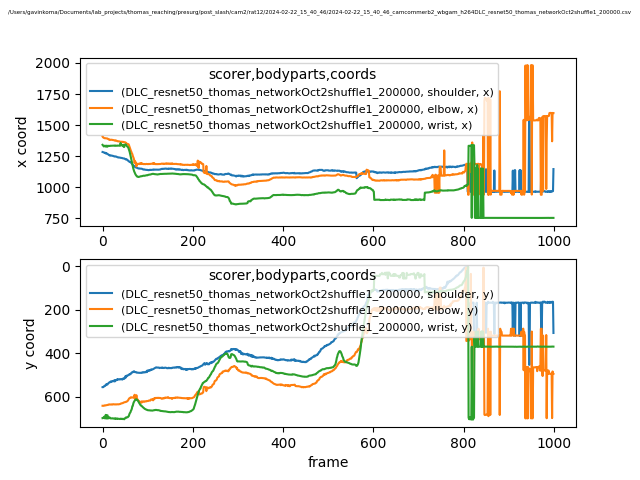 /Users/gavinkoma/Documents/lab_projects/thomas_reaching/presurg/post_slash/cam2/rat12/2024-02-22_15_40_46/2024-02-22_15_40_46_camcommerb2_wbgam_h264DLC_resnet50_thomas_networkOct2shuffle1_200000.csv
2000
1750
1500
1250
1000
750
x coord
scorer,bodyparts,coords
(DLC_resnet50_thomas_networkOct2shuffle1_200000, shoulder, x)
(DLC_resnet50_thomas_networkOct2shuffle1_200000, elbow, x)
(DLC_resnet50_thomas_networkOct2shuffle1_200000, wrist, x)
0 200 400 600 800 1000
0
200
400
600
y coord
scorer,bodyparts,coords
(DLC_resnet50_thomas_networkOct2shuffle1_200000, shoulder, y)
(DLC_resnet50_thomas_networkOct2shuffle1_200000, elbow, y)
(DLC_resnet50_thomas_networkOct2shuffle1_200000, wrist, y)
0 200 400 600 800 1000
frame